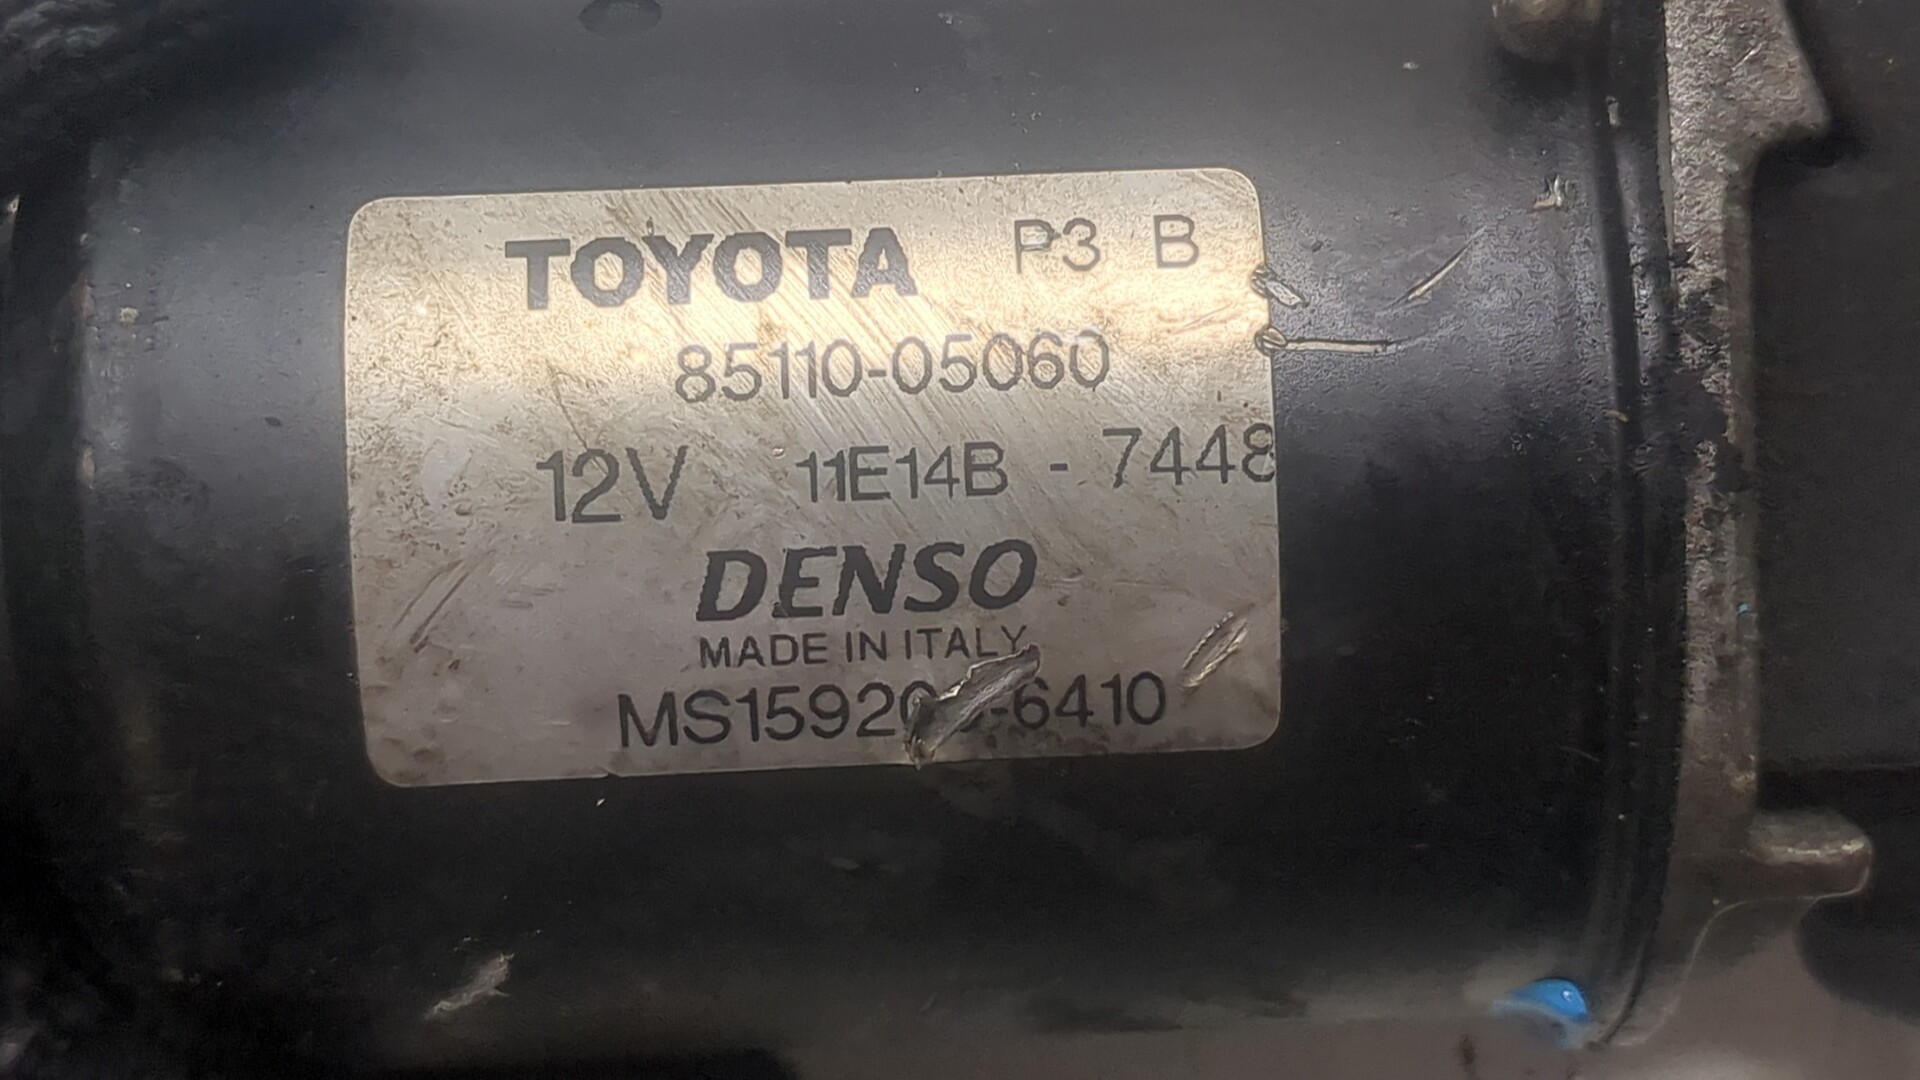 TOYOTA P3 B
85110-05060
12V 11E14B - 7448
DENSO
MADE IN ITALY